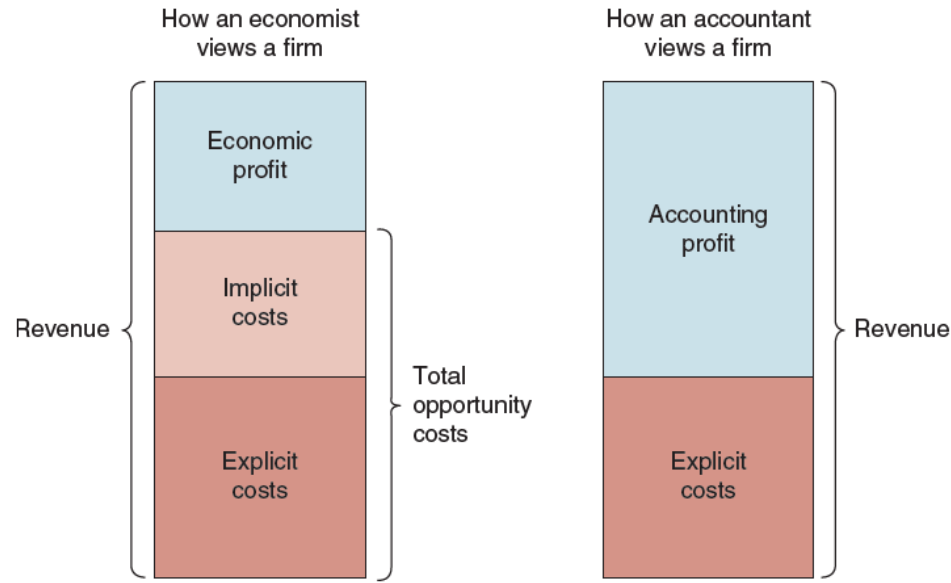 How an economist
views a firm
Economic
profit
Implicit
costs
Explicit
costs
Revenue
Total
opportunity
costs
How an accountant
views a firm
Accounting
profit
Explicit
costs
Revenue